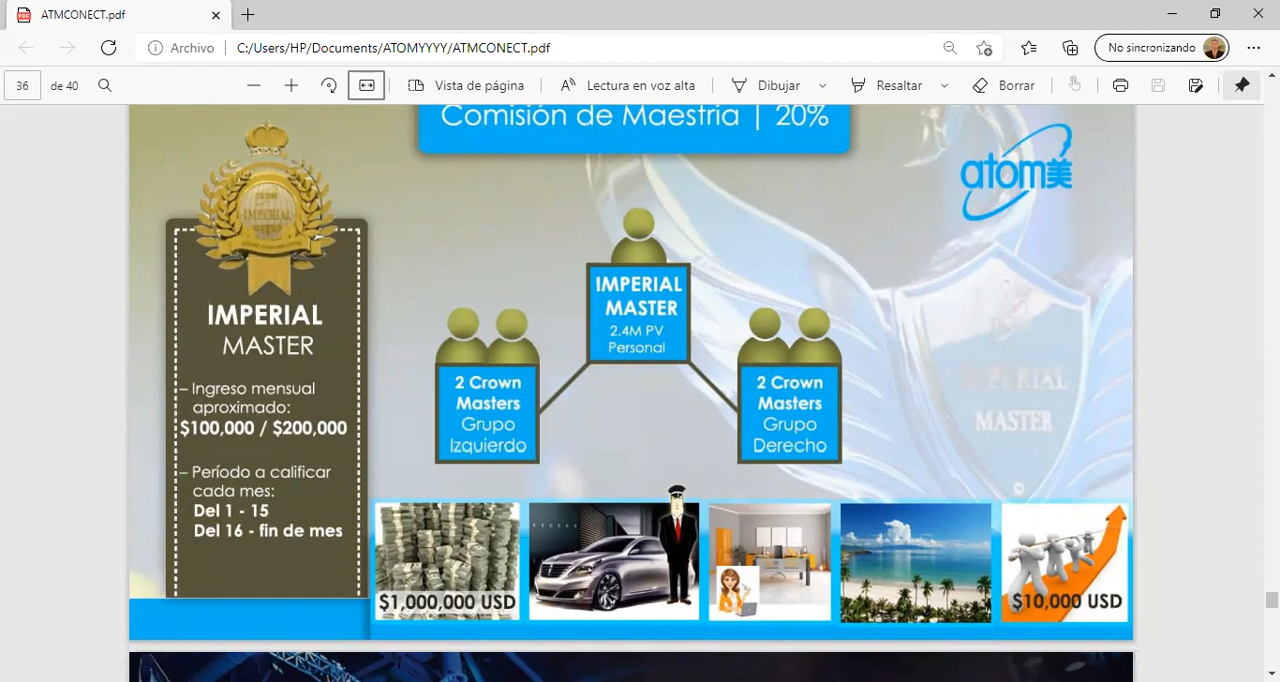 ATMCONECT.pdf
Archivo
C:/Users/HP/Documents/ATOMYYYY/ATMCONECT.pdf
No sincronizando
36
de 40
Vista de página
Lectura en voz alta
Dibujar
Resaltar
Borrar
Comisión de Maestría | 20%
atom美
IMPERIAL
IMPERIAL
MASTER
– Ingreso mensual
aproximado:
$100,000 / $200,000
– Período a calificar
cada mes:
Del 1 - 15
Del 16 - fin de mes
IMPERIAL
MASTER
2.4M PV
Personal
2 Crown
Masters
Grupo
Izquierdo
2 Crown
Masters
Grupo
Derecho
IMPERIAL
MASTER
$1,000,000 USD
$10,000 USD